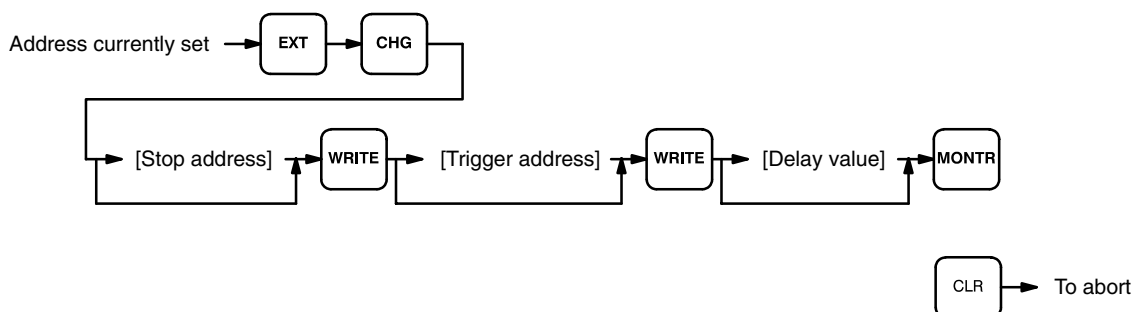 Address currently set EXT CHG
[Stop address] WRITE [Trigger address] WRITE [Delay value] MONTR
CLR To abort